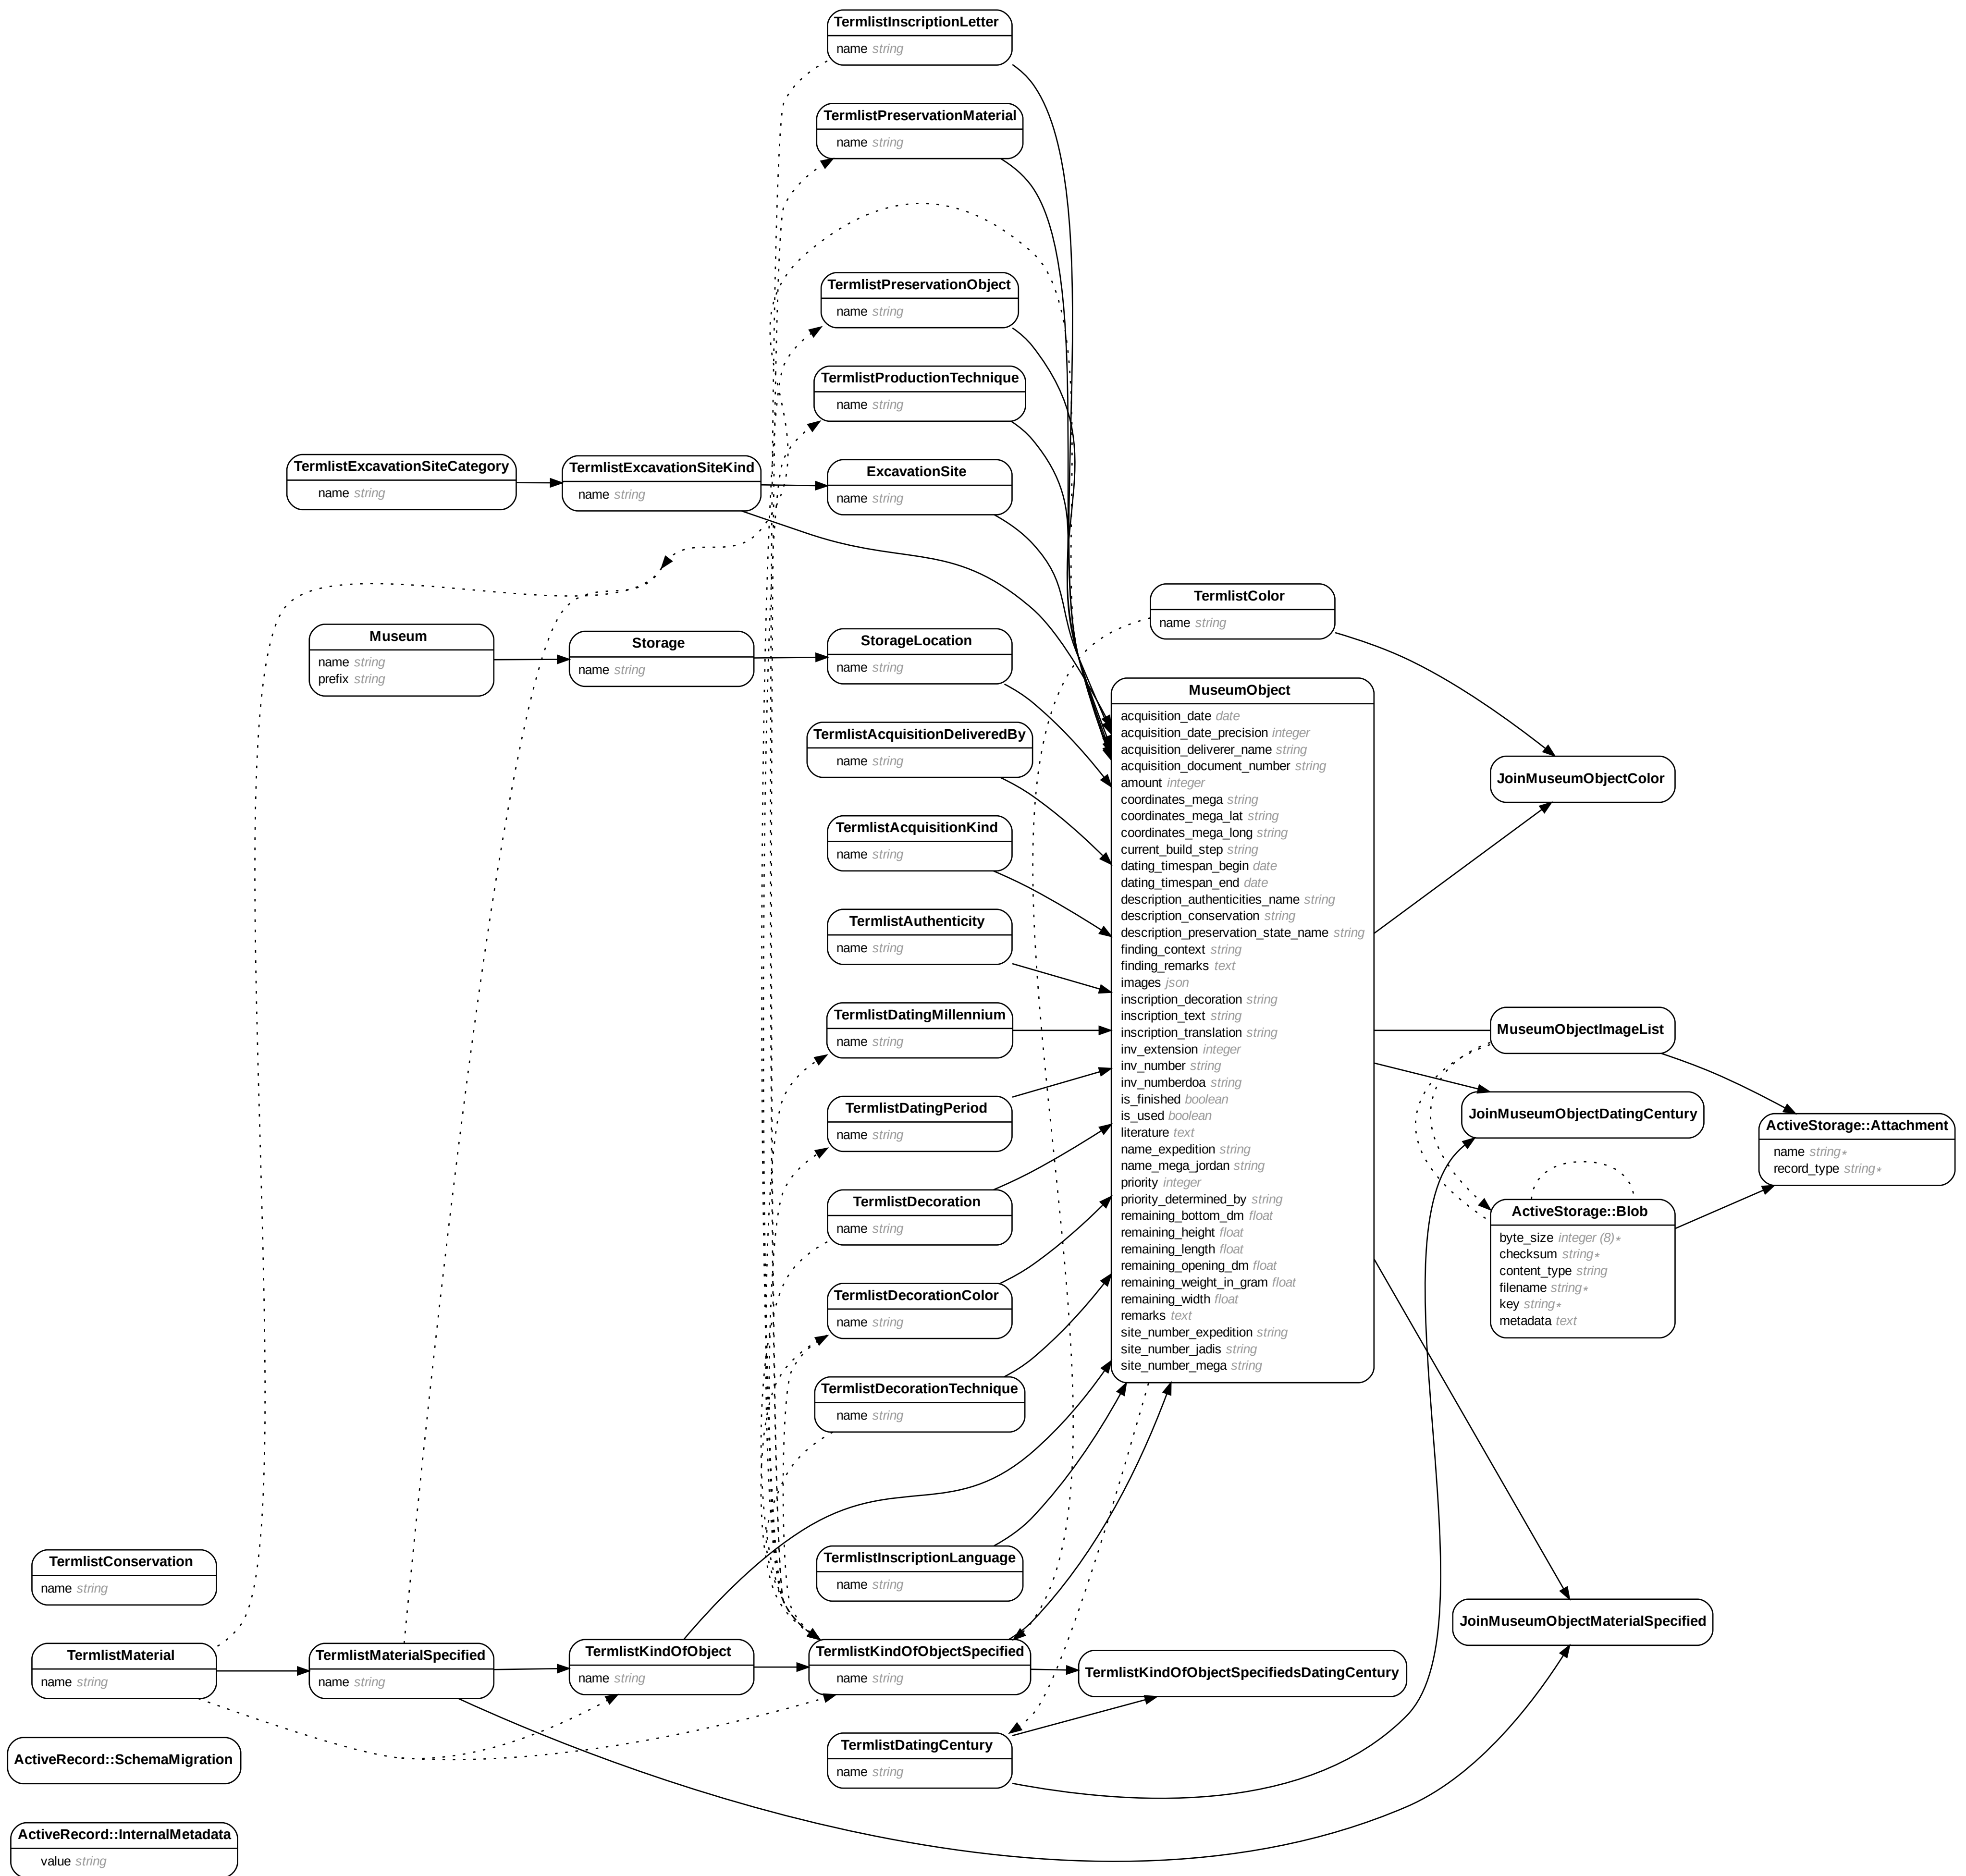 TermlistInscriptionLetter
name string
TermlistPreservationMaterial
name string
TermlistPreservationObject
name string
TermlistProductionTechnique
name string
TermlistExcavationSiteCategory
name string
TermlistExcavationSiteKind
name string
ExcavationSite
name string
Museum
name string
prefix string
Storage
name string
StorageLocation
name string
TermlistColor
name string
TermlistAcquisitionDeliveredBy
name string
TermlistAcquisitionKind
name string
TermlistAuthenticity
name string
TermlistDatingMillennium
name string
TermlistDatingPeriod
name string
TermlistDecoration
name string
TermlistDecorationColor
name string
TermlistDecorationTechnique
name string
TermlistInscriptionLanguage
name string
MuseumObject
acquisition_date date
acquisition_date_precision integer
acquisition_deliverer_name string
acquisition_document_number string
amount integer
coordinates_mega string
coordinates_mega_lat string
coordinates_mega_long string
current_build_step string
dating_timespan_begin date
dating_timespan_end date
description_authenticities_name string
description_conservation string
description_preservation_state_name string
finding_context string
finding_remarks text
images json
inscription_decoration string
inscription_text string
inscription_translation string
inv_extension integer
inv_number string
inv_numberdoa string
is_finished boolean
is_used boolean
literature text
name_expedition string
name_mega_jordan string
priority integer
priority_determined_by string
remaining_bottom_dm float
remaining_height float
remaining_length float
remaining_opening_dm float
remaining_weight_in_gram float
remaining_width float
remarks text
site_number_expedition string
site_number_jadis string
site_number_mega string
JoinMuseumObjectColor
MuseumObjectImageList
JoinMuseumObjectDatingCentury
ActiveStorage::Attachment
name string∗
record_type string∗
ActiveStorage::Blob
byte_size integer (8)∗
checksum string∗
content_type string
filename string∗
key string∗
metadata text
JoinMuseumObjectMaterialSpecified
TermlistConservation
name string
TermlistMaterial
name string
TermlistMaterialSpecified
name string
TermlistKindOfObject
name string
TermlistKindOfObjectSpecified
name string
TermlistKindOfObjectSpecifiedsDatingCentury
TermlistDatingCentury
name string
ActiveRecord::SchemaMigration
ActiveRecord::InternalMetadata
value string